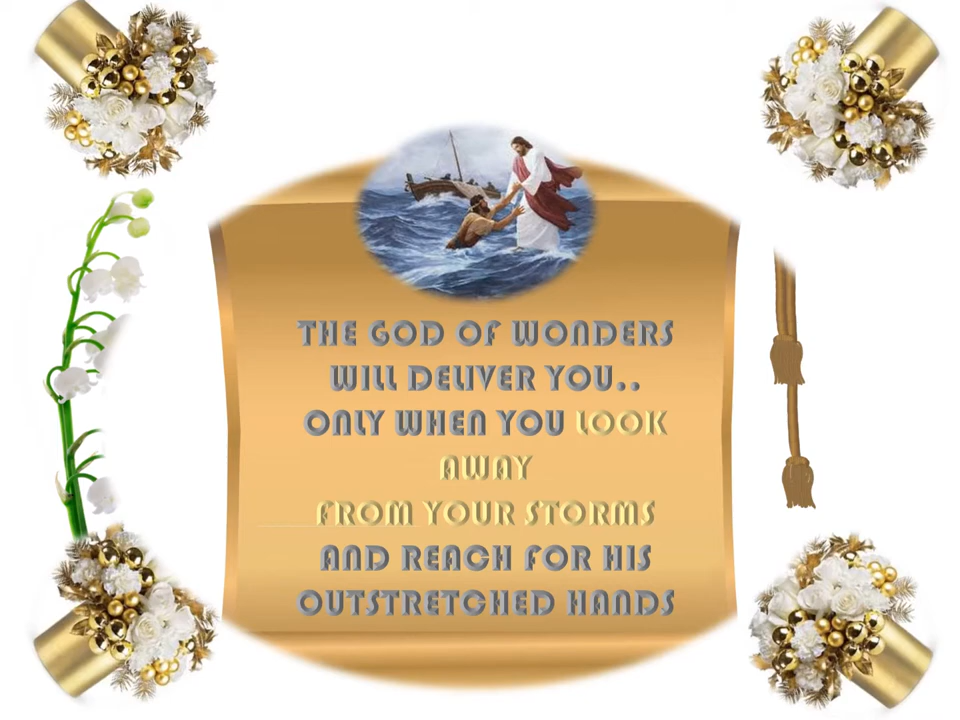 THE GOD OF WONDERS
WILL DELIVER YOU..
ONLY WHEN YOU LOOK
AWAY
FROM YOUR STORMS
AND REACH FOR HIS
OUTSTRETCHED HANDS